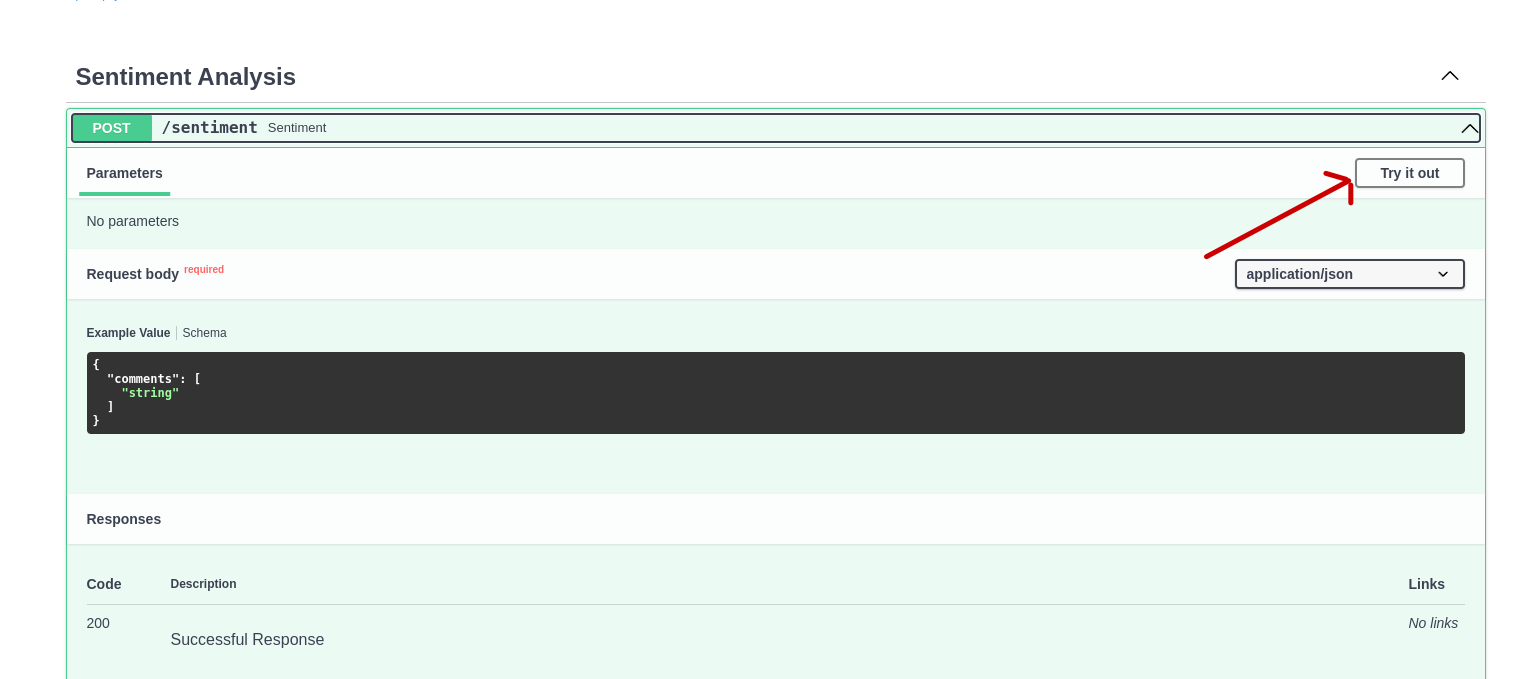 Sentiment Analysis
POST /sentiment Sentiment
Parameters
Try it out
No parameters
Request body required
application/json
Example Value Schema
{
  "comments": [
    "string"
  ]
}
Responses
Code Description Links
200 No links
Successful Response